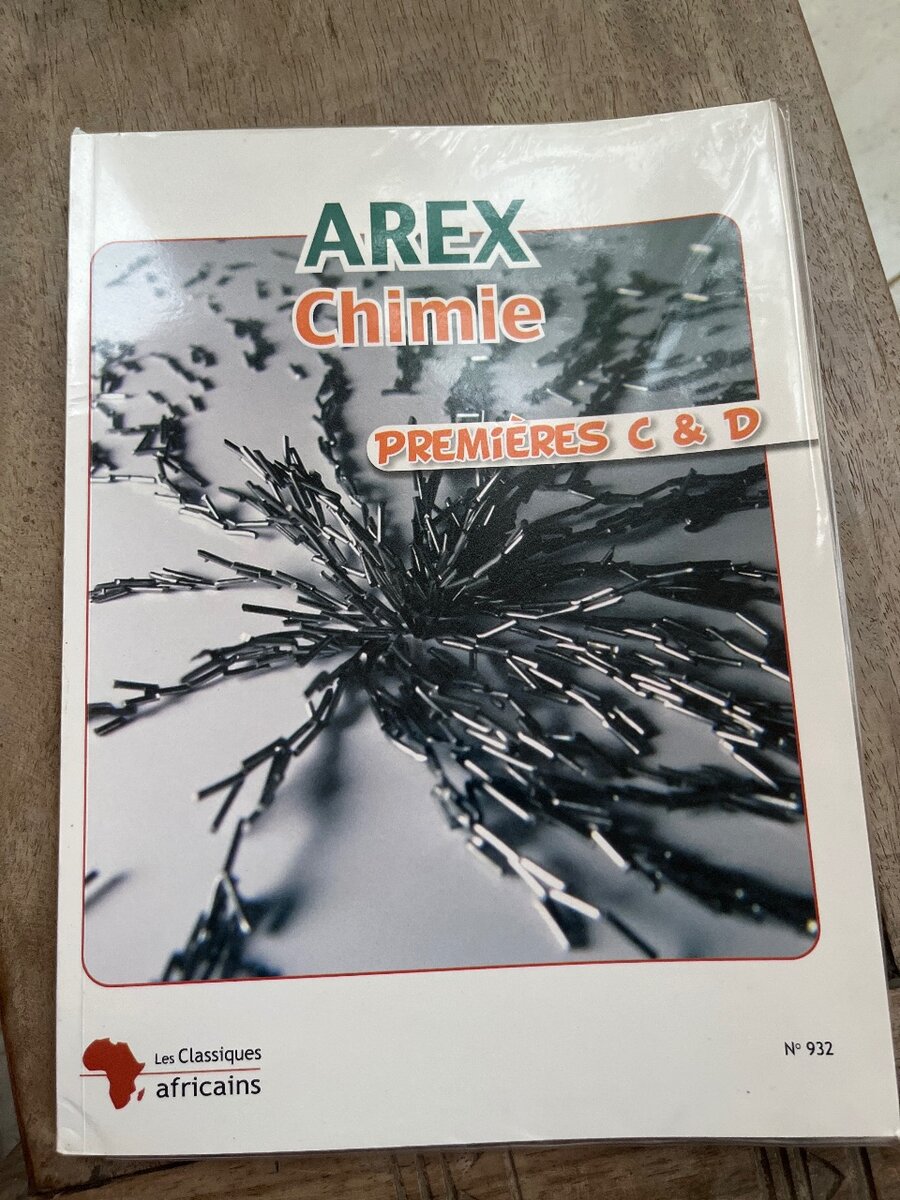 AREX
Chimie
PREMIÈRES C & D
Les Classiques
africains
N° 932